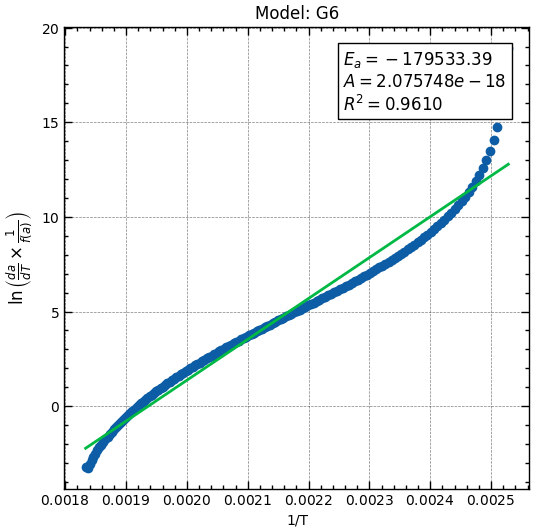 Model: G6
E_a = −179533.39
A = 2.075748e − 18
R² = 0.9610
20
15
10
5
0
ln(da/dT × 1/f(a))
0.0018 0.0019 0.0020 0.0021 0.0022 0.0023 0.0024 0.0025
1/T